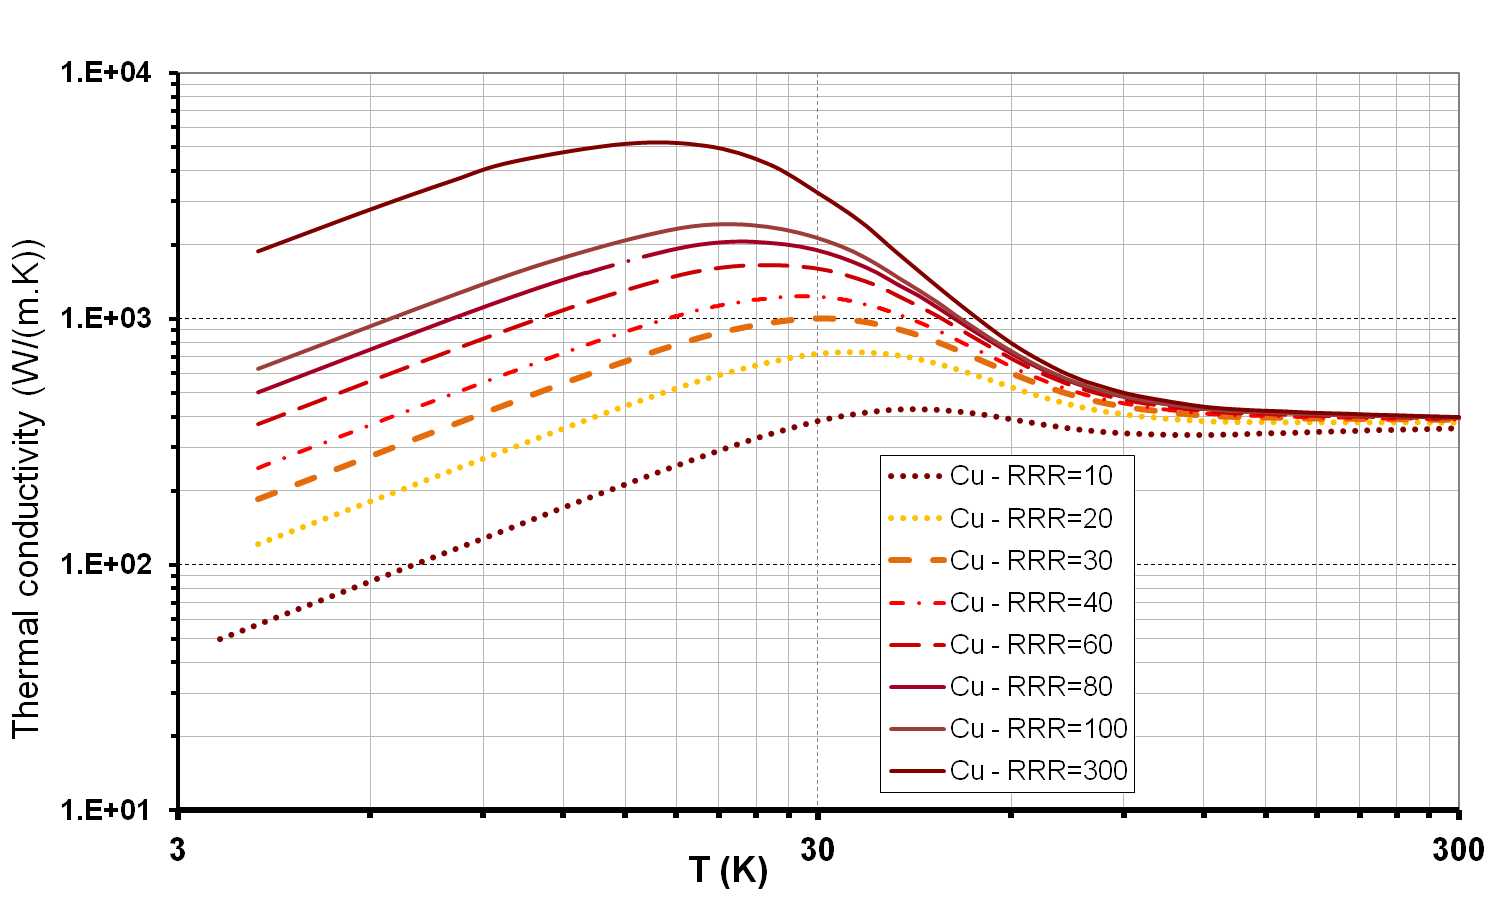 1.E+04
1.E+03
1.E+02
1.E+01
Thermal conductivity (W/(m.K))
Cu - RRR=10
Cu - RRR=20
Cu - RRR=30
Cu - RRR=40
Cu - RRR=60
Cu - RRR=80
Cu - RRR=100
Cu - RRR=300
3
30
300
T (K)